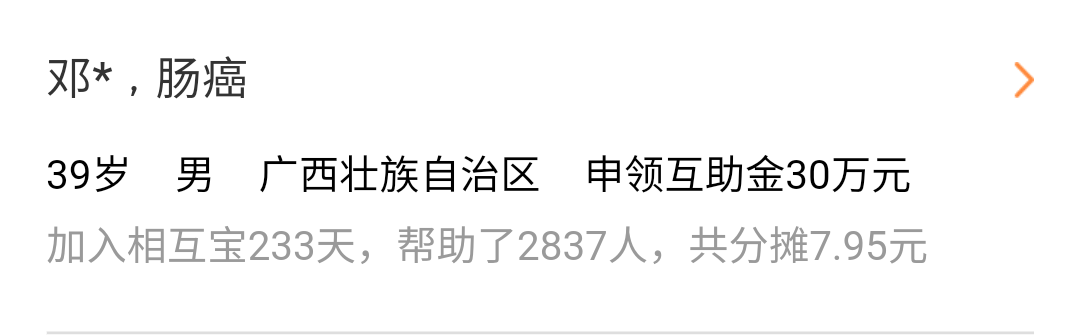 邓*，肠癌
39岁 男 广西壮族自治区 申领互助金30万元
加入相互宝233天，帮助了2837人，共分摊7.95元